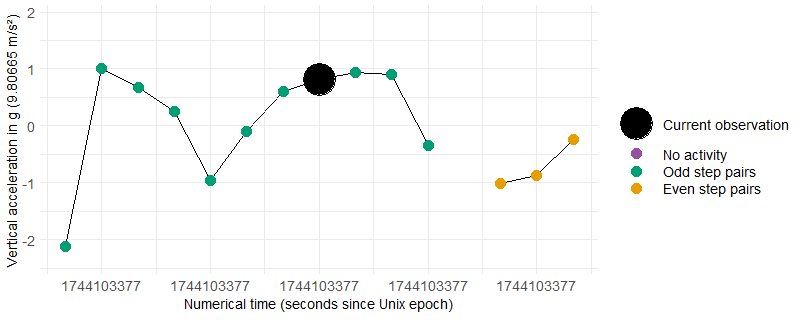 Vertical acceleration in g (9.80665 m/s²)
2
1
0
-1
-2
1744103377 1744103377 1744103377 1744103377 1744103377
Numerical time (seconds since Unix epoch)
Current observation
No activity
Odd step pairs
Even step pairs